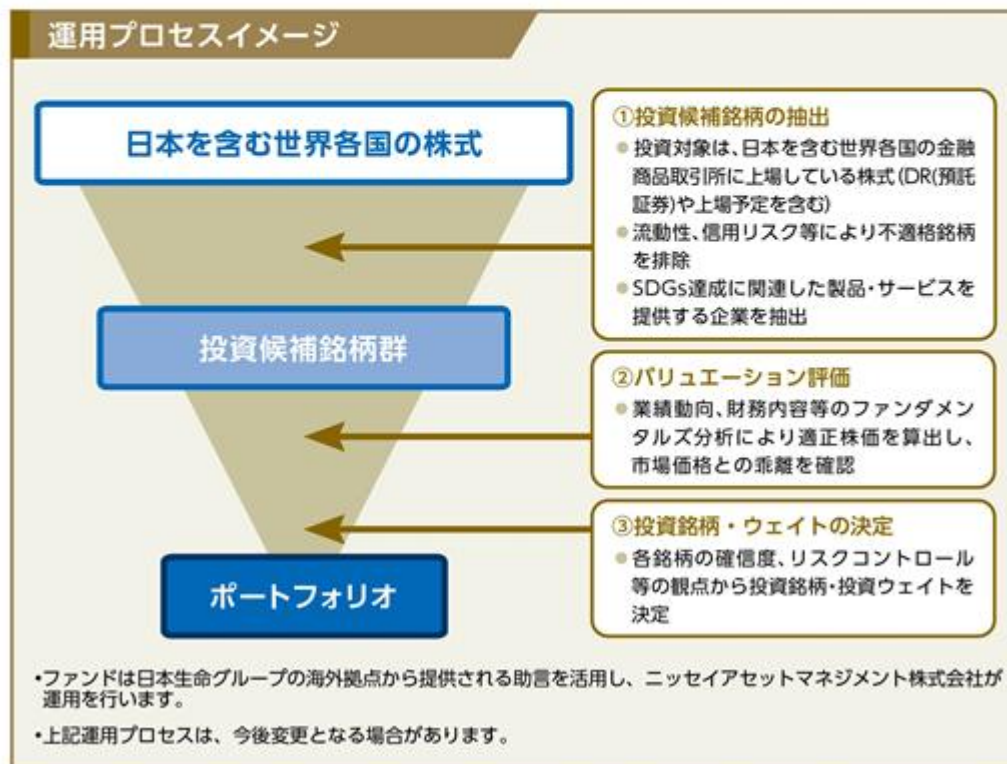 運用プロセスイメージ
日本を含む世界各国の株式
①投資候補銘柄の抽出
● 投資対象は、日本を含む世界各国の金融
商品取引所に上場している株式(DR(預託
証券)や上場予定を含む)
● 流動性、信用リスク等により不適格銘柄
を排除
● SDGs達成に関連した製品・サービスを
提供する企業を抽出
投資候補銘柄群
②バリュエーション評価
● 業績動向、財務内容等のファンダメン
タルズ分析により適正株価を算出し、
市場価格との乖離を確認
③投資銘柄・ウェイトの決定
● 各銘柄の確信度、リスクコントロール
等の観点から投資銘柄・投資ウェイトを
決定
ポートフォリオ
・ファンドは日本生命グループの海外拠点から提供される助言を活用し、ニッセイアセットマネジメント株式会社が
運用を行います。
・上記運用プロセスは、今後変更となる場合があります。